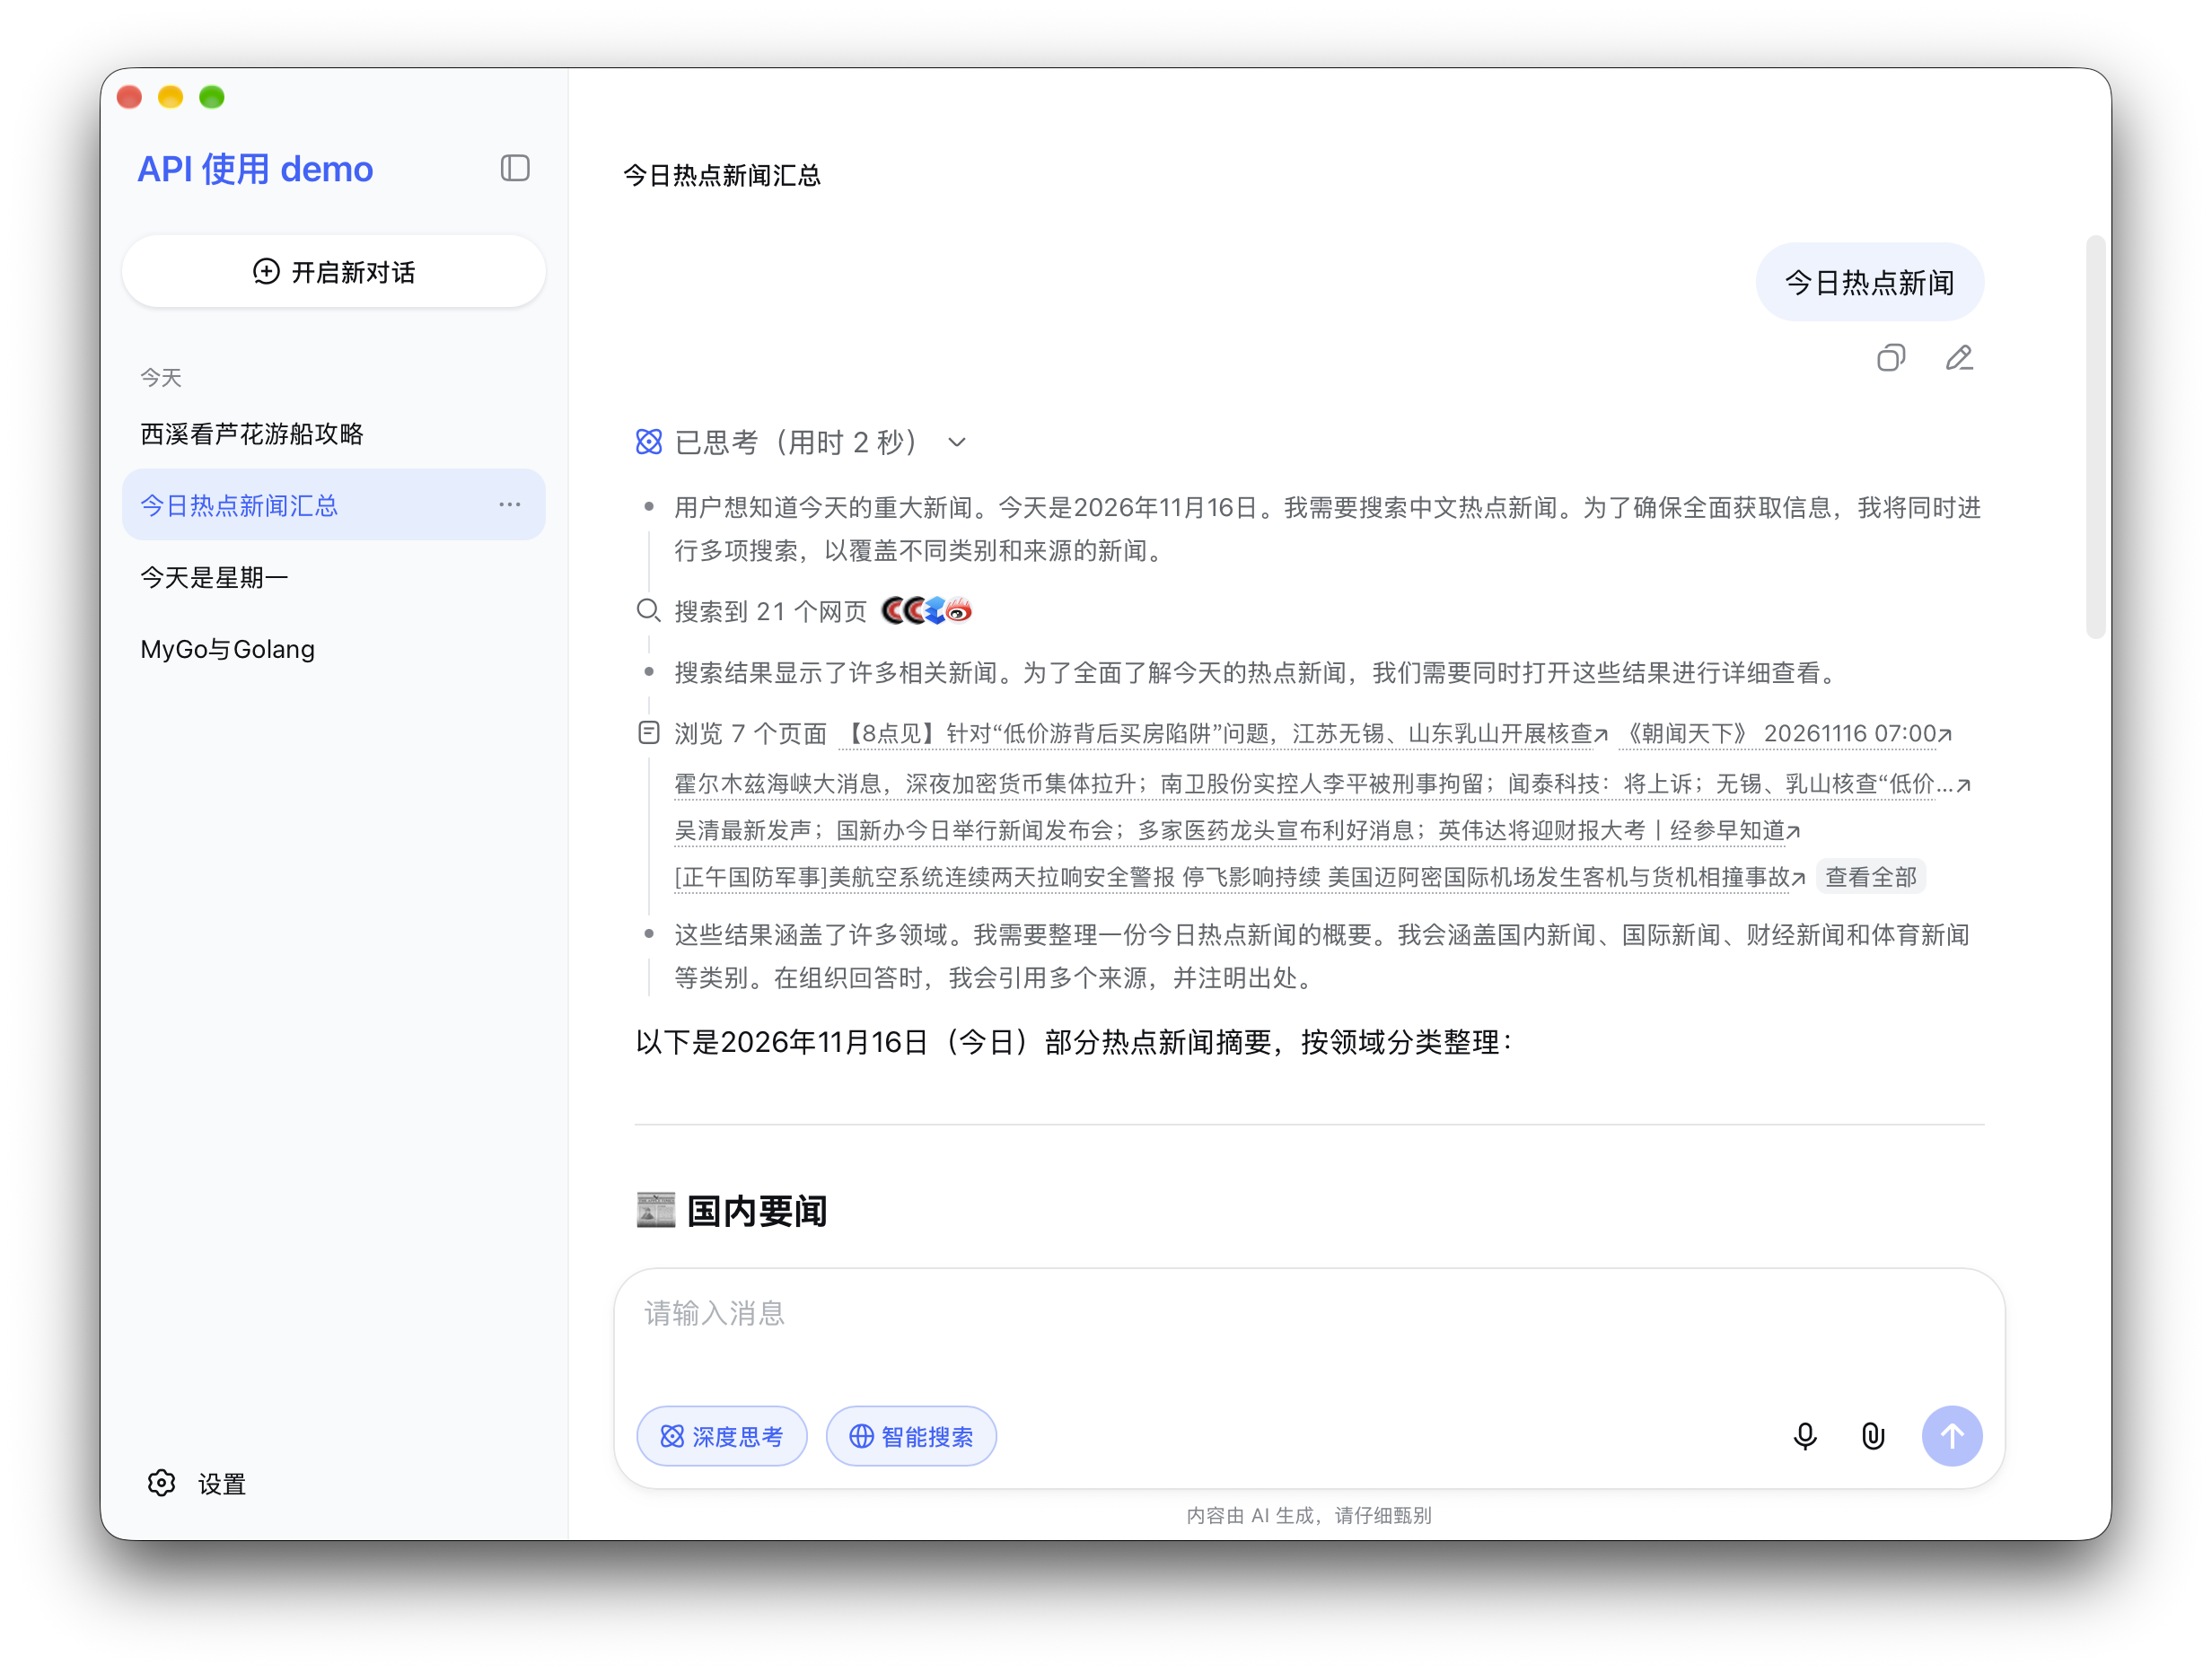 API 使用 demo
开启新对话
今天
西溪看芦花游船攻略
今日热点新闻汇总
今天是星期一
MyGo与Golang
设置
今日热点新闻汇总
今日热点新闻
已思考（用时 2 秒）
用户想知道今天的重大新闻。今天是2026年11月16日。我需要搜索中文热点新闻。为了确保全面获取信息，我将同时进
行多项搜索，以覆盖不同类别和来源的新闻。
搜索到 21 个网页
搜索结果显示了许多相关新闻。为了全面了解今天的热点新闻，我们需要同时打开这些结果进行详细查看。
浏览 7 个页面 【8点见】针对“低价游背后买房陷阱”问题，江苏无锡、山东乳山开展核查 《朝闻天下》 20261116 07:00
霍尔木兹海峡大消息，深夜加密货币集体拉升；南卫股份实控人李平被刑事拘留；闻泰科技：将上诉；无锡、乳山核查“低价...
吴清最新发声；国新办今日举行新闻发布会；多家医药龙头宣布利好消息；英伟达将迎财报大考丨经参早知道
[正午国防军事]美航空系统连续两天拉响安全警报 停飞影响持续 美国迈阿密国际机场发生客机与货机相撞事故 查看全部
这些结果涵盖了许多领域。我需要整理一份今日热点新闻的概要。我会涵盖国内新闻、国际新闻、财经新闻和体育新闻
等类别。在组织回答时，我会引用多个来源，并注明出处。
以下是2026年11月16日（今日）部分热点新闻摘要，按领域分类整理：
国内要闻
请输入消息
深度思考 智能搜索
内容由 AI 生成，请仔细甄别